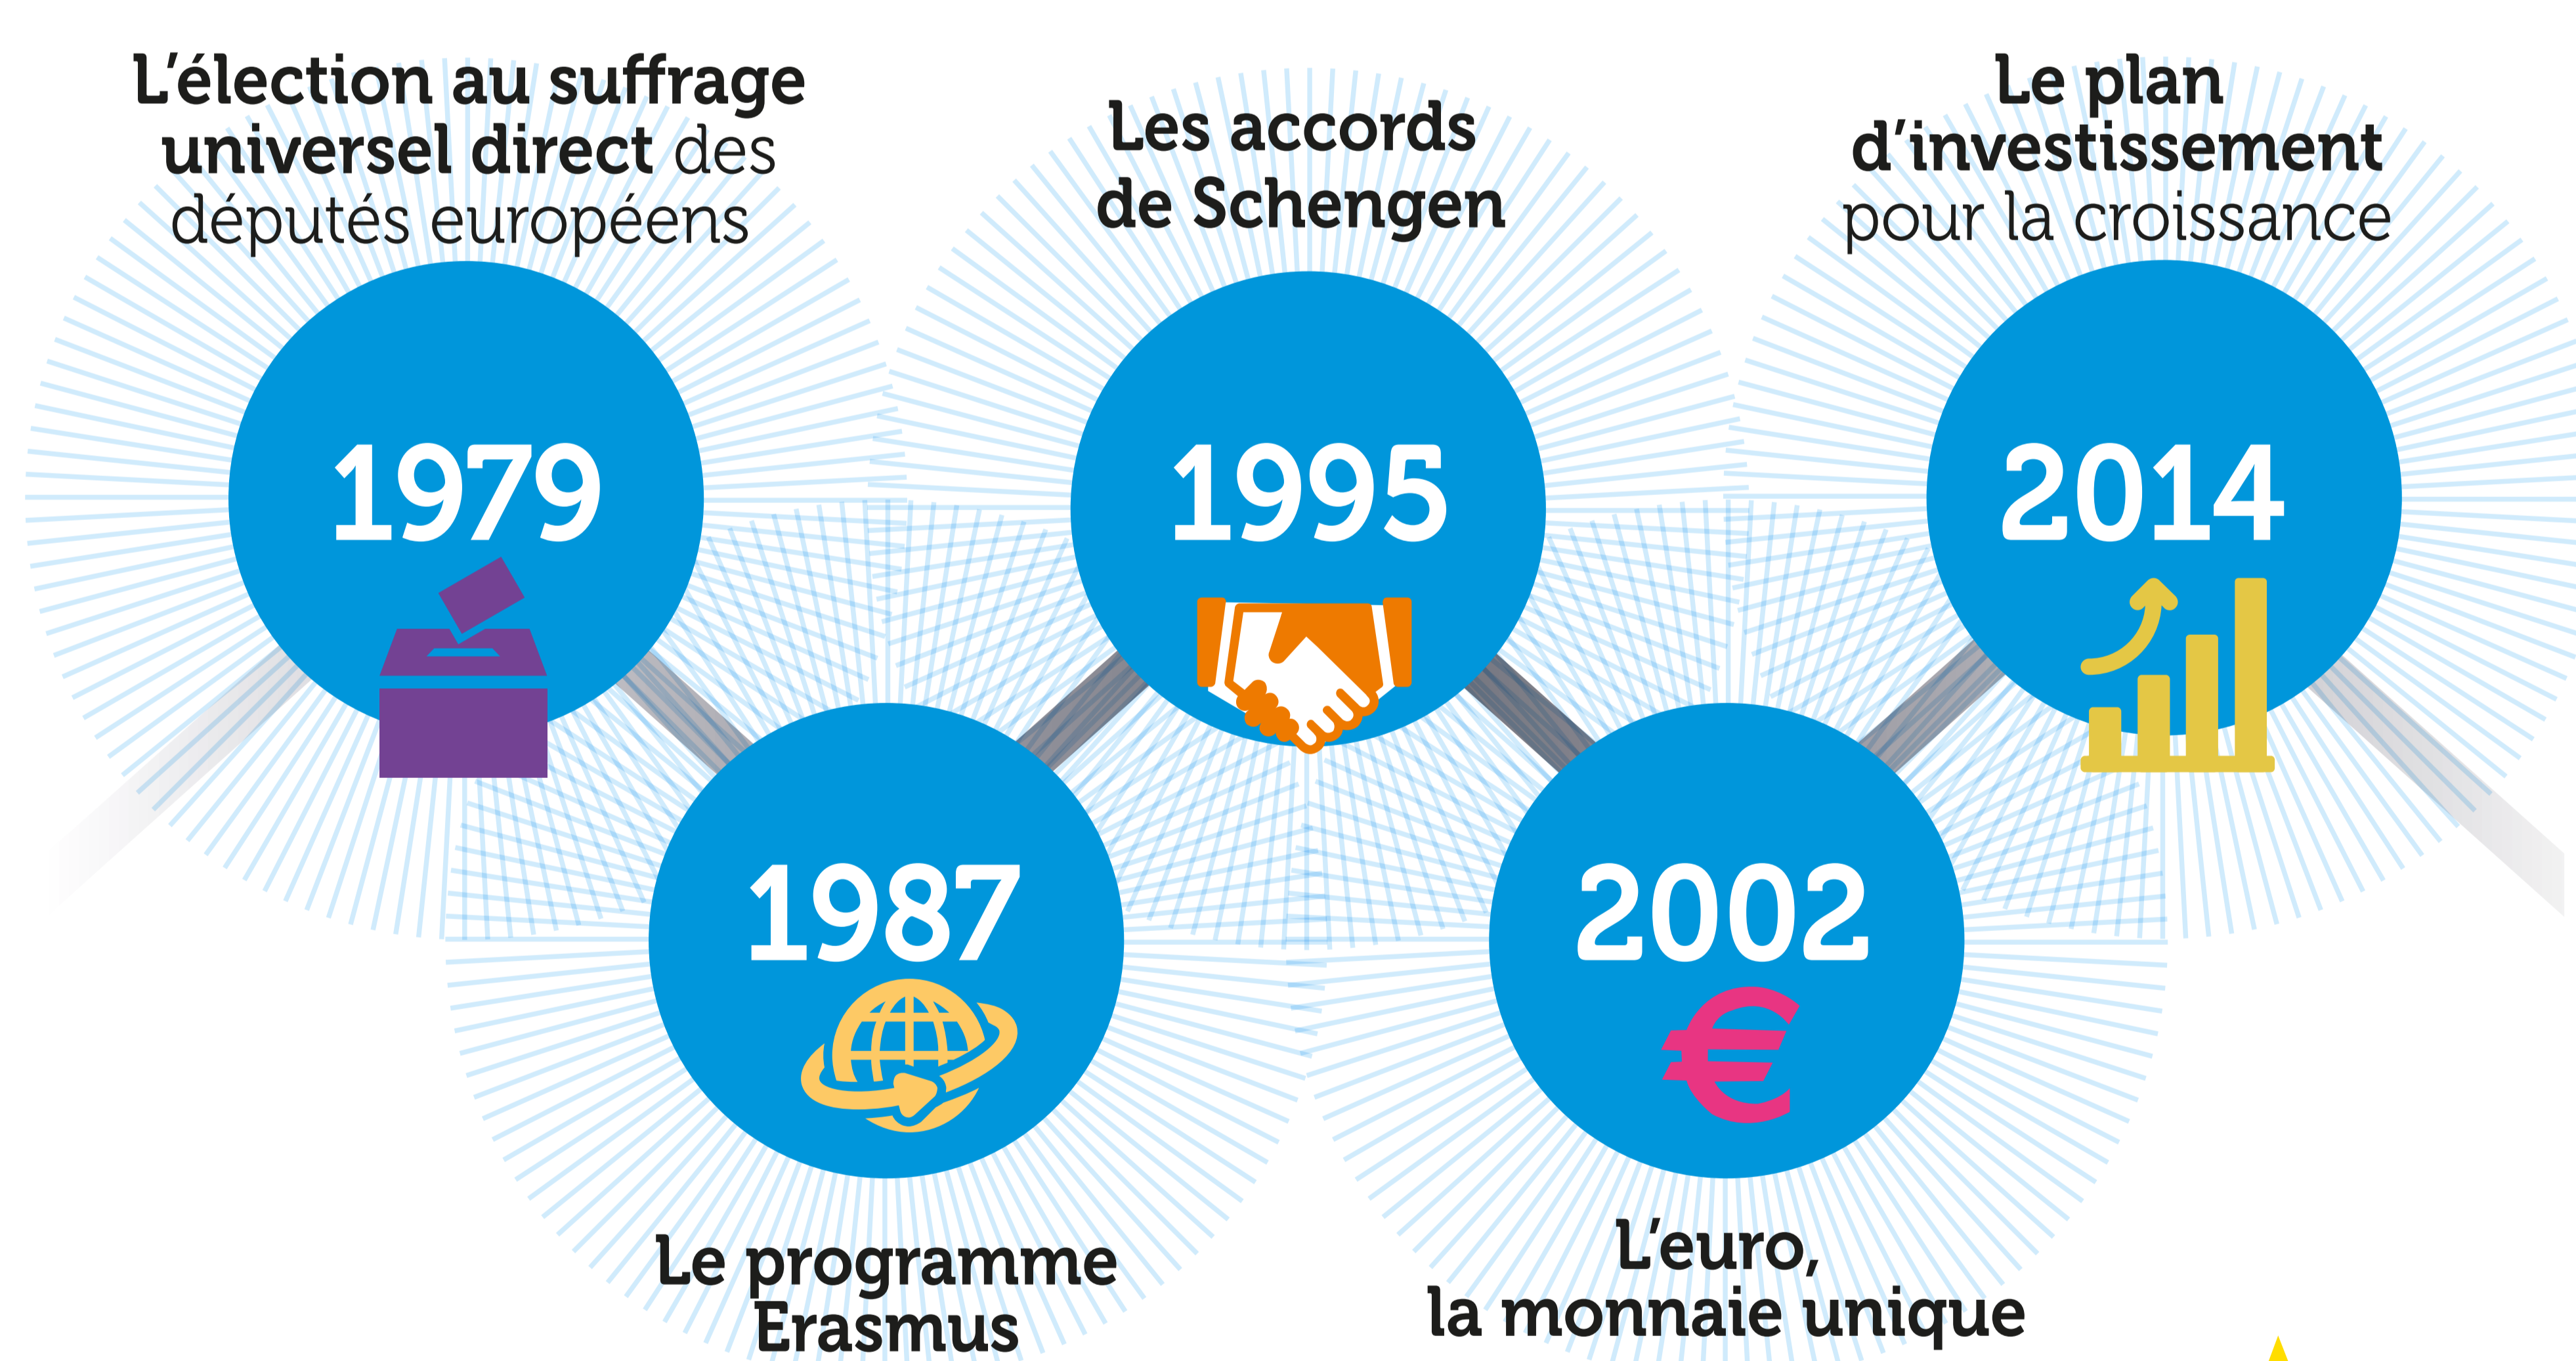 L’élection au suffrage
universel direct des
députés européens
1979
1987
Le programme
Erasmus
Les accords
de Schengen
1995
2002
L’euro,
la monnaie unique
Le plan
d’investissement
pour la croissance
2014
€